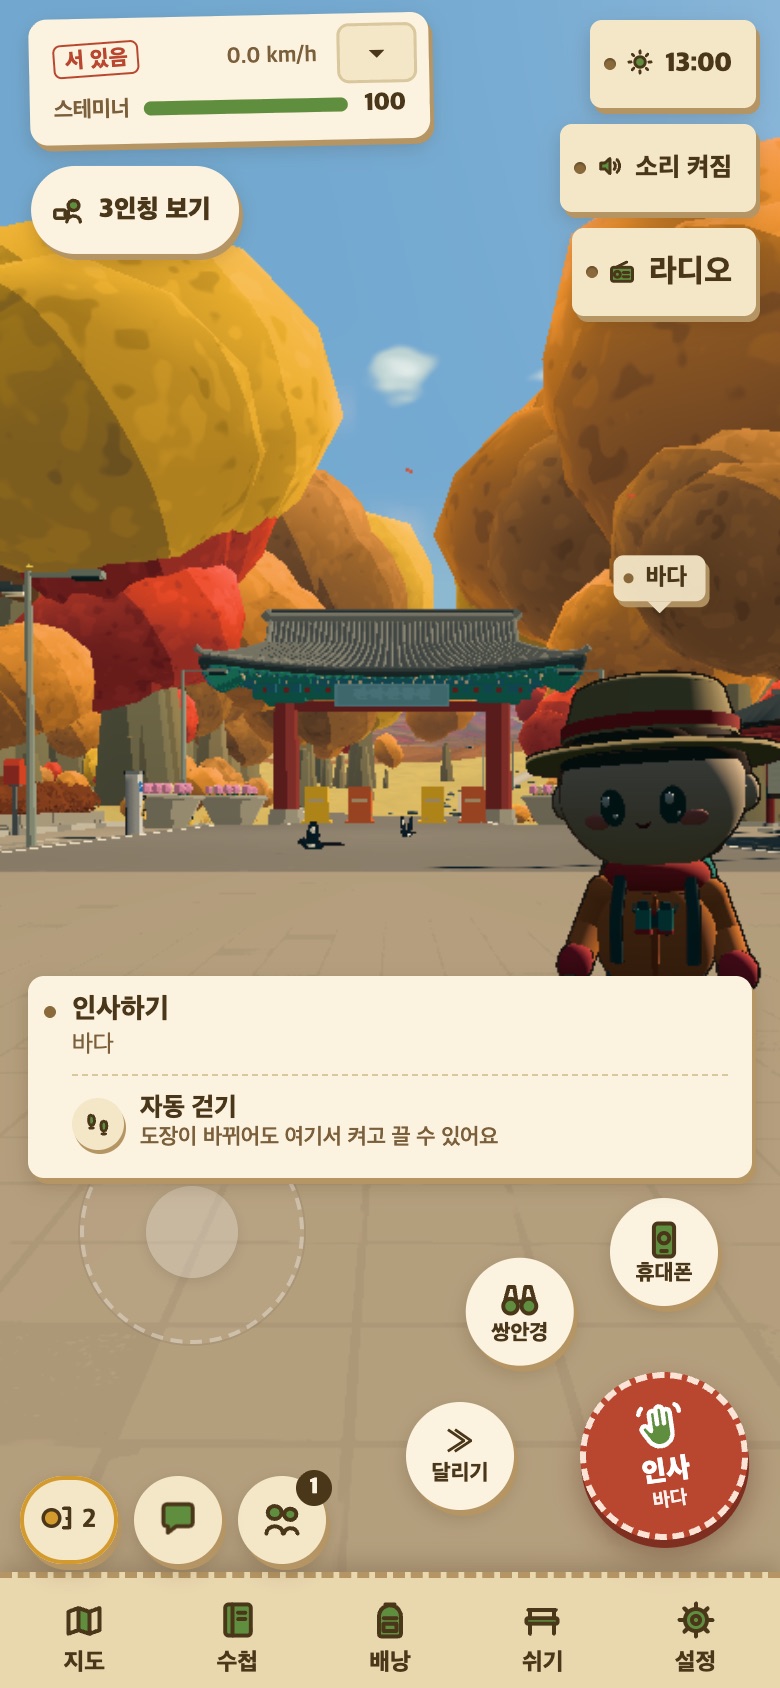 서 있음
0.0 km/h
스테미너
100
13:00
소리 켜짐
라디오
3인칭 보기
바다
인사하기
바다
자동 걷기
도장이 바뀌어도 여기서 켜고 끌 수 있어요
휴대폰
쌍안경
달리기
인사
바다
2
1
지도
수첩
배낭
쉬기
설정